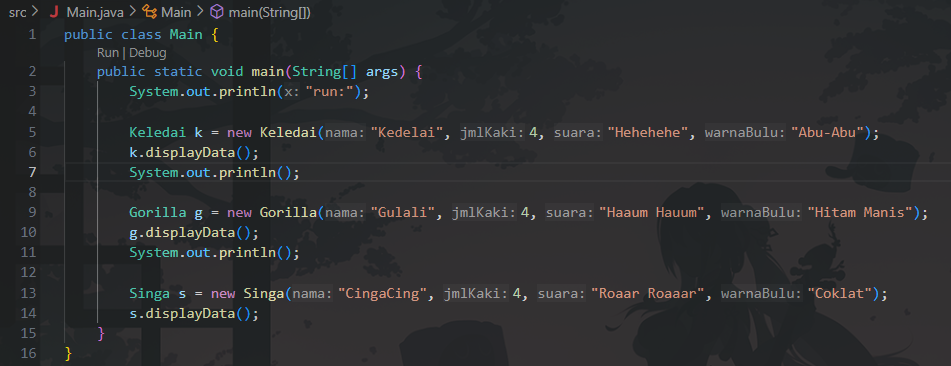 src > J Main.java > Main > main(String[])
1 public class Main {
Run | Debug
2 public static void main(String[] args) {
3 System.out.println(x: "run:");
4
5 Keledai k = new Keledai(nama: "Kedelai", jmlKaki: 4, suara: "Hehehehe", warnaBulu: "Abu-Abu");
6 k.displayData();
7 System.out.println();
8
9 Gorilla g = new Gorilla(nama: "Gulali", jmlKaki: 4, suara: "Haaum Hauum", warnaBulu: "Hitam Manis");
10 g.displayData();
11 System.out.println();
12
13 Singa s = new Singa(nama: "CingaCing", jmlKaki: 4, suara: "Roaar Roaaar", warnaBulu: "Coklat");
14 s.displayData();
15 }
16 }